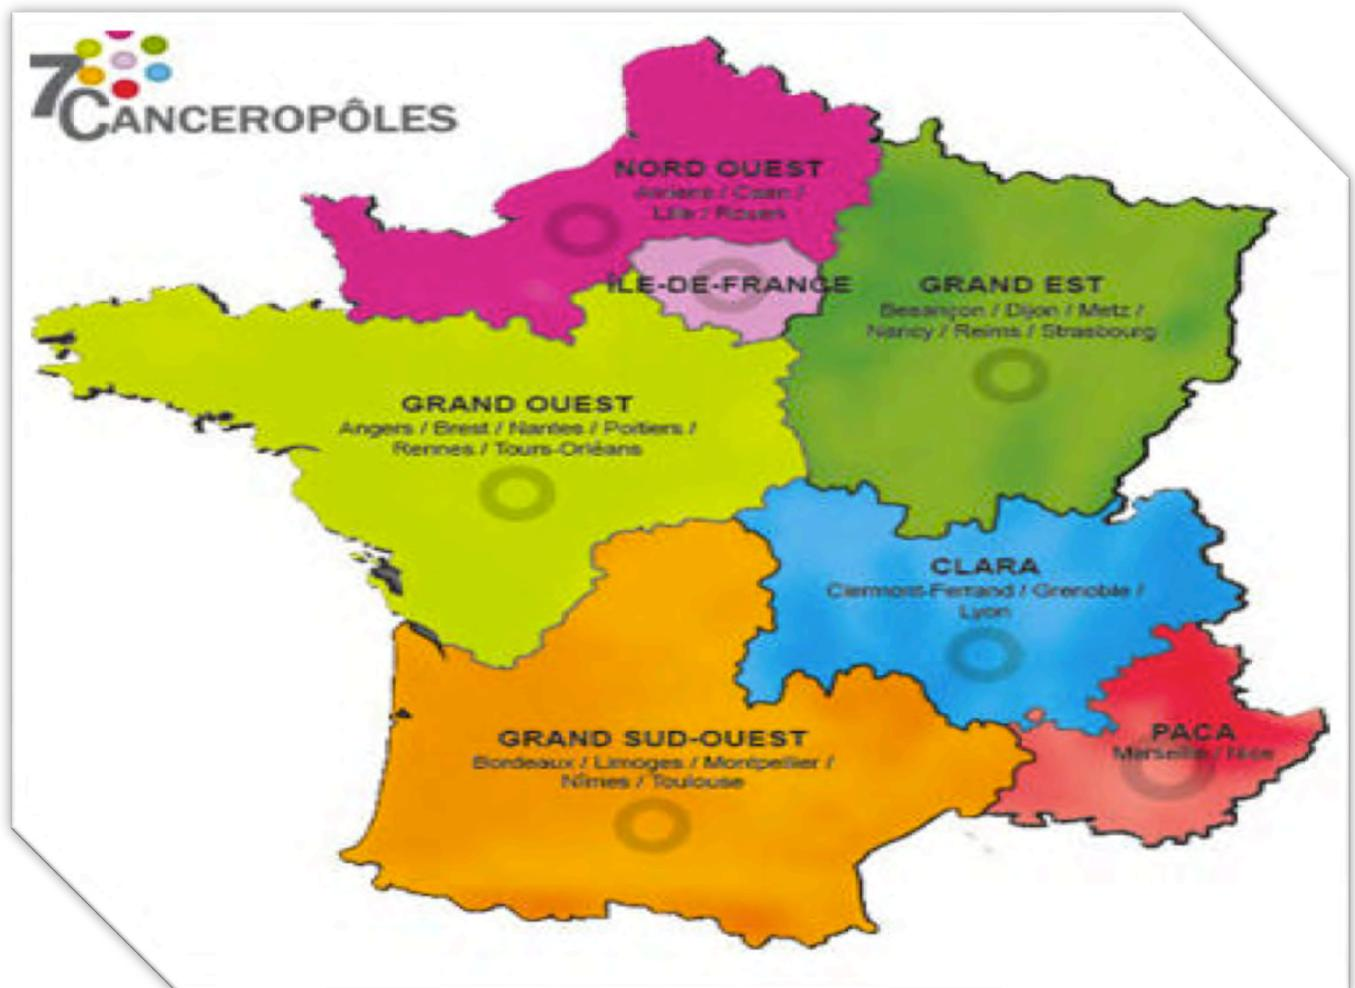 7
CANCEROPÔLES
NORD OUEST
Amiens / Caen /
Lille / Rouen
ÎLE-DE-FRANCE
GRAND EST
Besançon / Dijon / Metz /
Nancy / Reims / Strasbourg
GRAND OUEST
Angers / Brest / Nantes / Poitiers /
Rennes / Tours-Orléans
CLARA
Clermont-Ferrand / Grenoble /
Lyon
PACA
Marseille / Nice
GRAND SUD-OUEST
Bordeaux / Limoges / Montpellier /
Nîmes / Toulouse